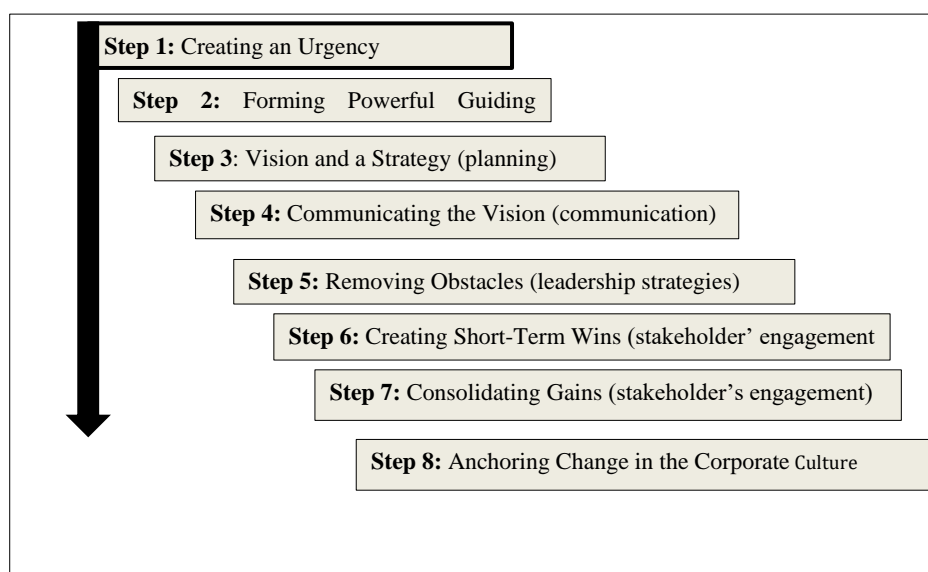 Step 1: Creating an Urgency
Step 2: Forming Powerful Guiding
Step 3: Vision and a Strategy (planning)
Step 4: Communicating the Vision (communication)
Step 5: Removing Obstacles (leadership strategies)
Step 6: Creating Short-Term Wins (stakeholder’ engagement
Step 7: Consolidating Gains (stakeholder’s engagement)
Step 8: Anchoring Change in the Corporate Culture